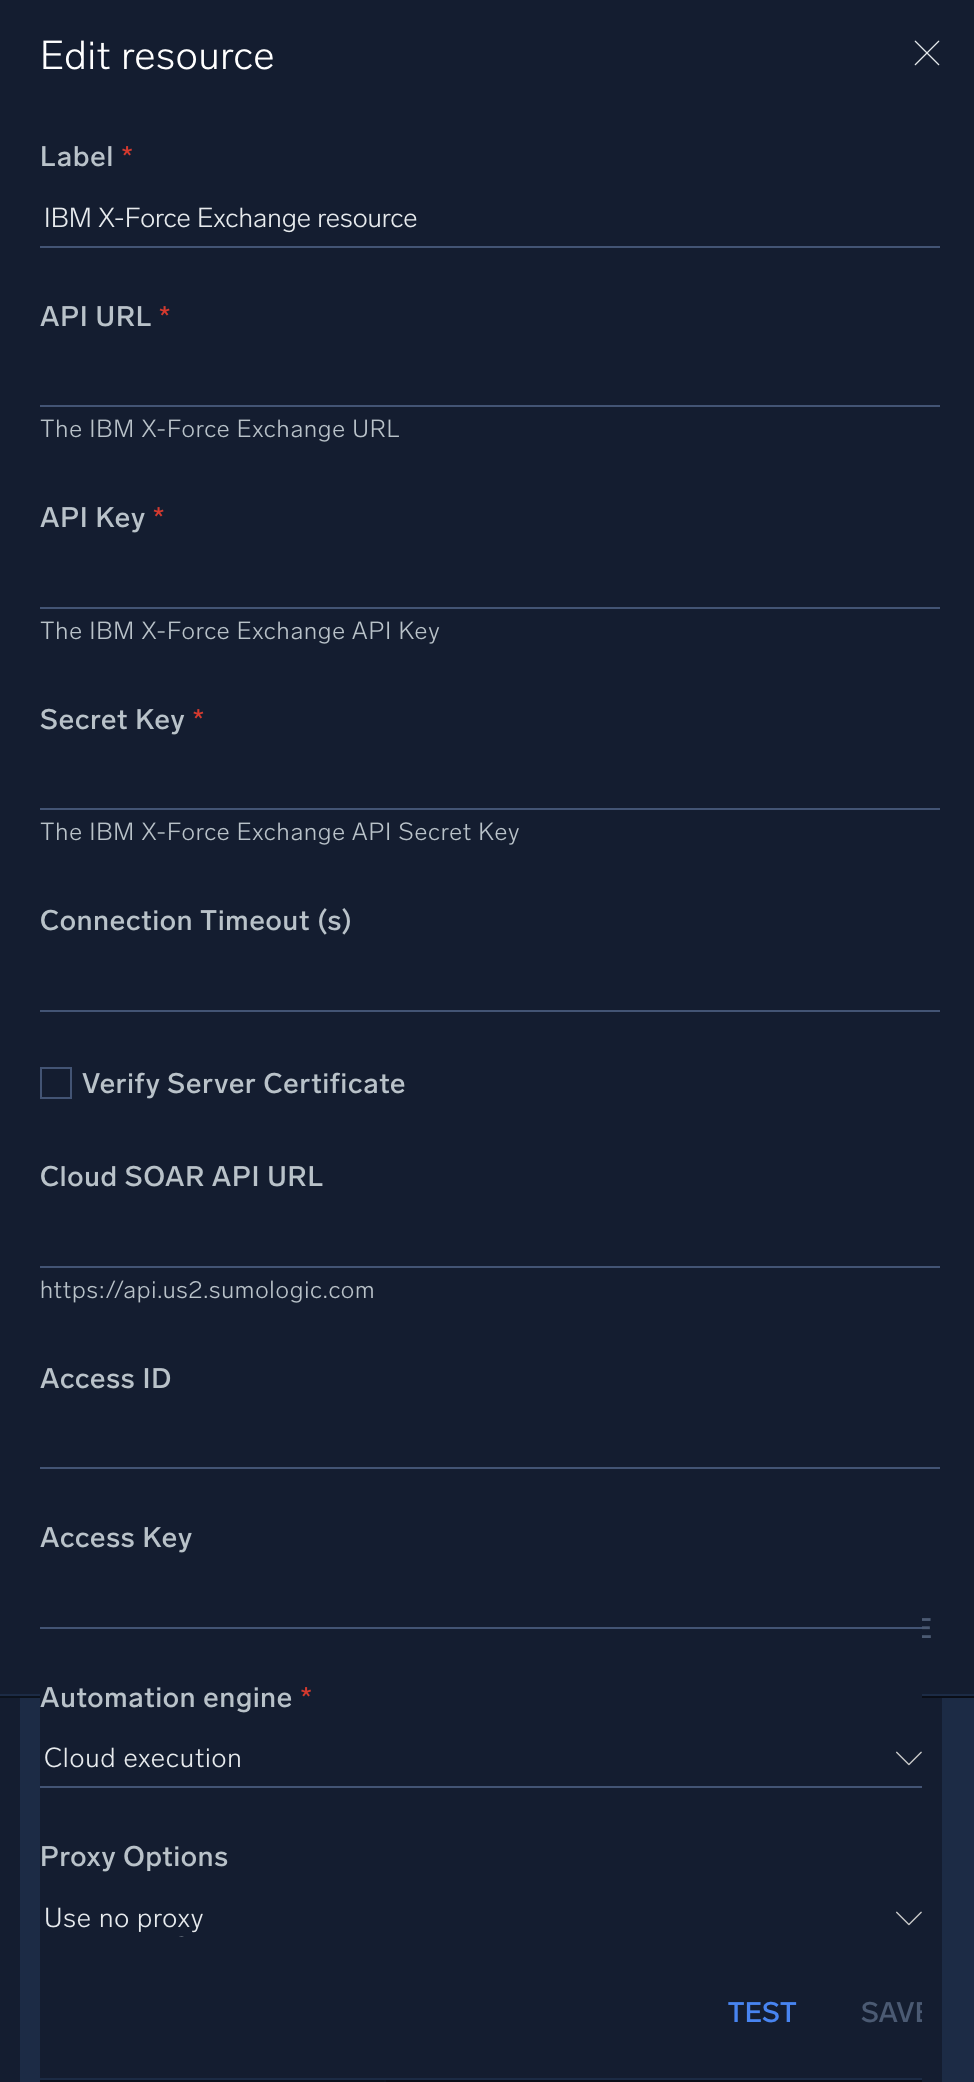 Edit resource
Label *
IBM X-Force Exchange resource
API URL *
The IBM X-Force Exchange URL
API Key *
The IBM X-Force Exchange API Key
Secret Key *
The IBM X-Force Exchange API Secret Key
Connection Timeout (s)
Verify Server Certificate
Cloud SOAR API URL
https://api.us2.sumologic.com
Access ID
Access Key
Automation engine *
Cloud execution
Proxy Options
Use no proxy
TEST SAVE